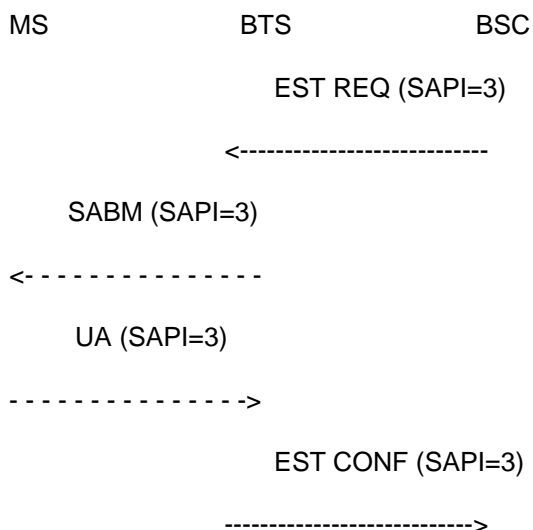 MS BTS BSC
EST REQ (SAPI=3)
<----------------------------
SABM (SAPI=3)
<- - - - - - - - - - - - - - -
UA (SAPI=3)
- - - - - - - - - - - - - - ->
EST CONF (SAPI=3)
---------------------------->